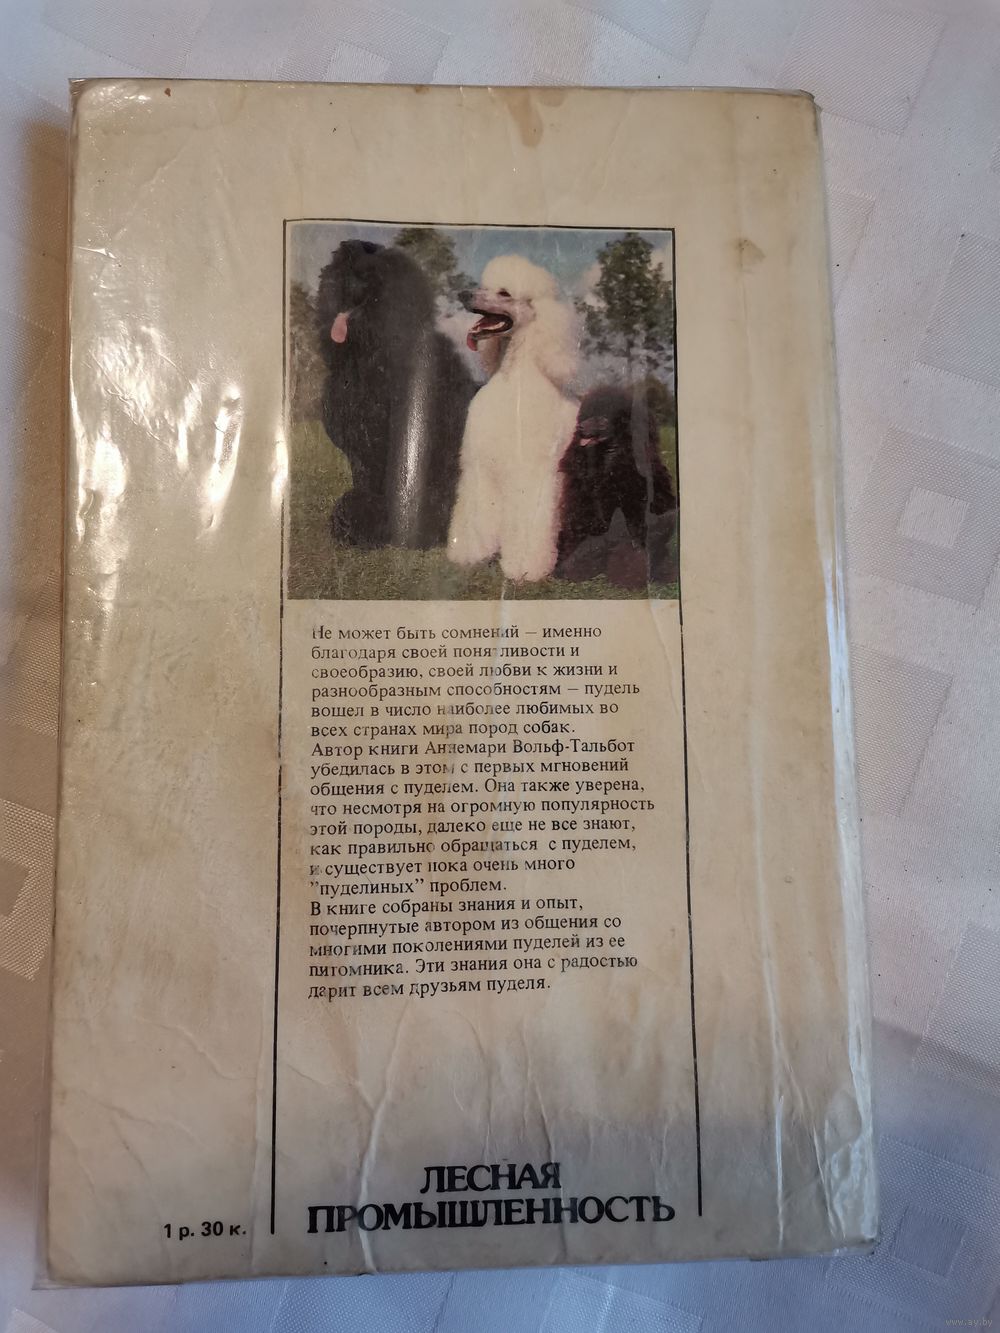 Не может быть сомнений – именно
благодаря своей понятливости и
своеобразию, своей любви к жизни и
разнообразным способностям – пудель
вошел в число наиболее любимых во
всех странах мира пород собак.
Автор книги Аннемари Вольф-Тальбот
убедилась в этом с первых мгновений
общения с пуделем. Она также уверена,
что несмотря на огромную популярность
этой породы, далеко еще не все знают,
как правильно обращаться с пуделем,
и существует пока очень много
”пуделиных” проблем.
В книге собраны знания и опыт,
почерпнутые автором из общения со
многими поколениями пуделей из ее
питомника. Эти знания она с радостью
дарит всем друзьям пуделя.
ЛЕСНАЯ
ПРОМЫШЛЕННОСТЬ
1 р. 30 к.
www.ay.by